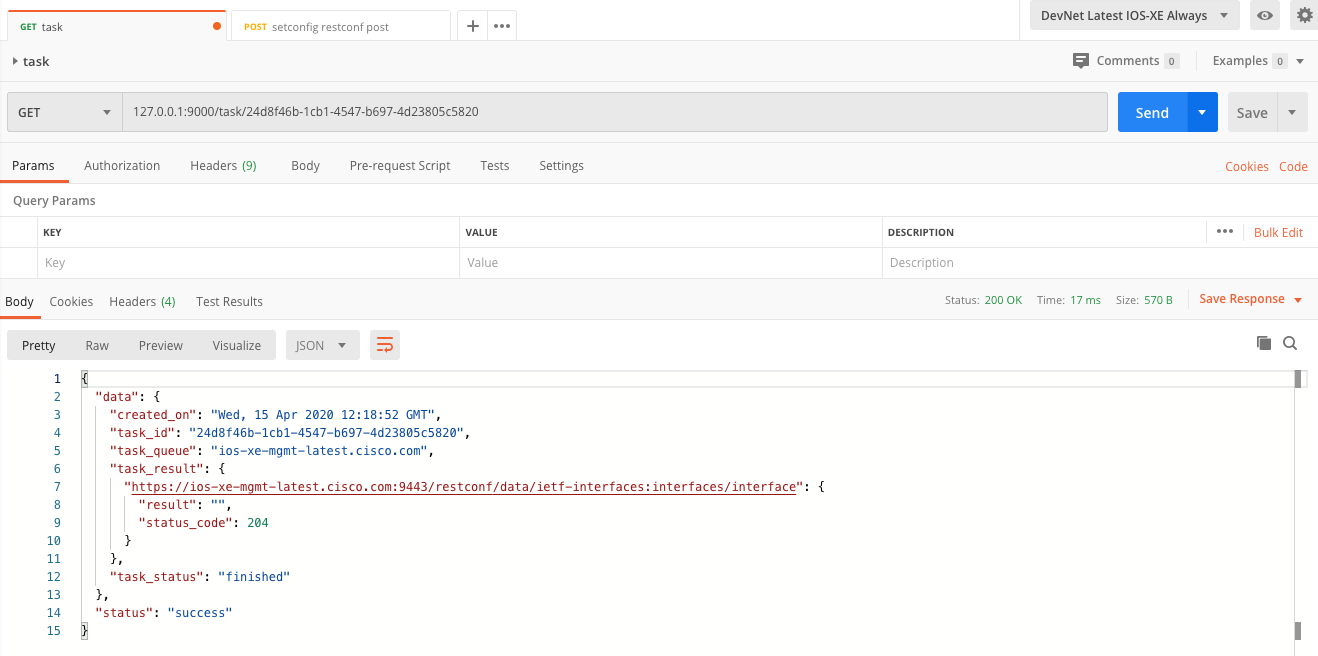 GET task
POST setconfig restconf post
DevNet Latest IOS-XE Always
task
Comments 0
Examples 0
GET
127.0.0.1:9000/task/24d8f46b-1cb1-4547-b697-4d23805c5820
Send
Save
Params Authorization Headers (9) Body Pre-request Script Tests Settings Cookies Code
Query Params
KEY VALUE DESCRIPTION ••• Bulk Edit
Key Value Description
Body Cookies Headers (4) Test Results Status: 200 OK Time: 17 ms Size: 570 B Save Response
Pretty Raw Preview Visualize JSON
1 {
2 "data": {
3 "created_on": "Wed, 15 Apr 2020 12:18:52 GMT",
4 "task_id": "24d8f46b-1cb1-4547-b697-4d23805c5820",
5 "task_queue": "ios-xe-mgmt-latest.cisco.com",
6 "task_result": {
7 "https://ios-xe-mgmt-latest.cisco.com:9443/restconf/data/ietf-interfaces:interfaces/interface": {
8 "result": "",
9 "status_code": 204
10 }
11 },
12 "task_status": "finished"
13 },
14 "status": "success"
15 }